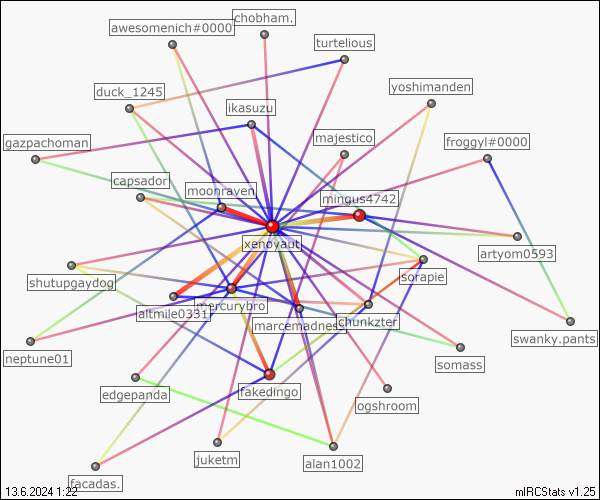 chobham.
awesomenich#0000
turtelious
yoshimanden
duck_1245
ikasuzu
froggyl#0000
majestico
gazpachoman
capsador
moonraven
mingus4742
xenoyaut
artyom0593
shutupgaydog
sorapie
altmile0331
mercurybro
marcemadness
chunkzter
swanky.pants
neptune01
somass
edgepanda
fakedingo
ogshroom
juketm
alan1002
facadas.
13.6.2024 1:22
mIRCStats v1.25